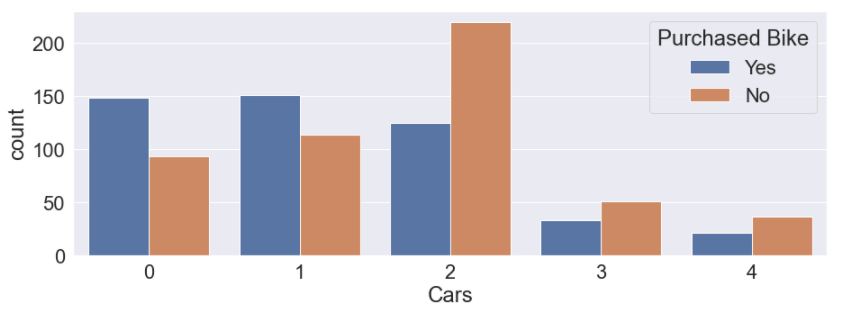 Purchased Bike
Yes
No
200
150
100
50
0
count
0 1 2 3 4
Cars